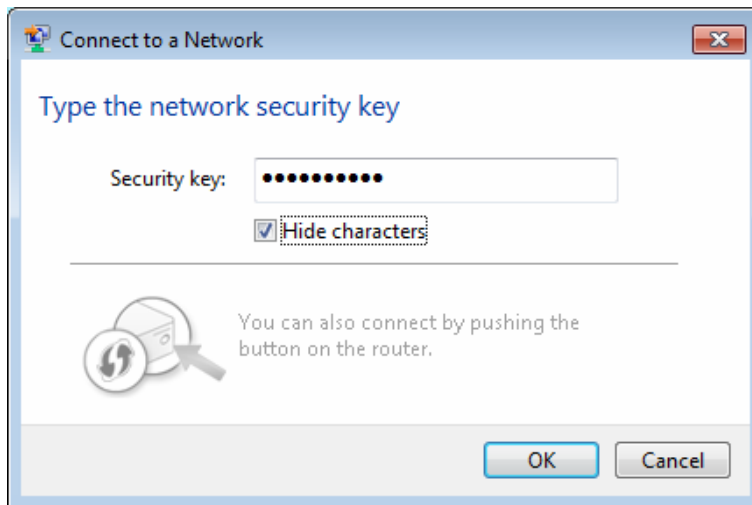 Connect to a Network
Type the network security key
Security key: ••••••••••
Hide characters
You can also connect by pushing the
button on the router.
OK Cancel